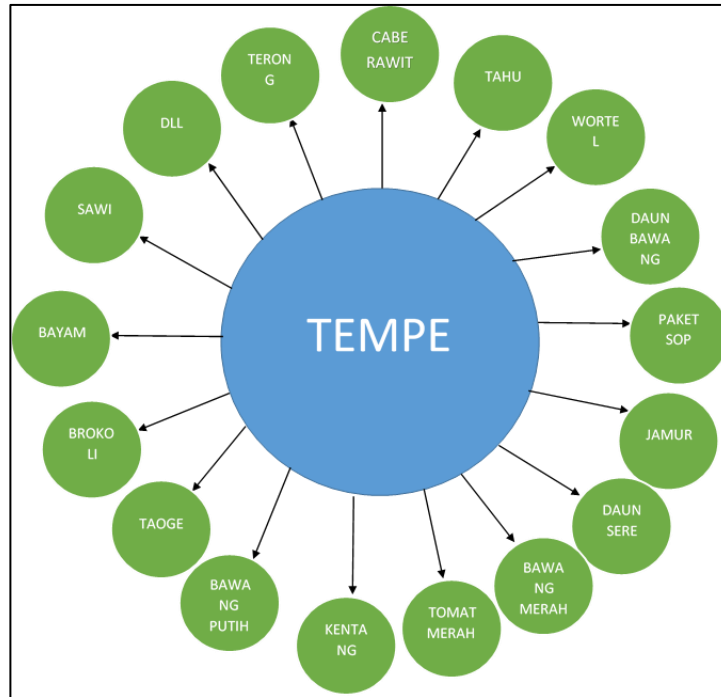 CABE
RAWIT
TAHU
WORTE
L
DAUN
BAWA
NG
PAKET
SOP
JAMUR
DAUN
SERE
BAWA
NG
MERAH
TOMAT
MERAH
KENTA
NG
BAWA
NG
PUTIH
TAOGE
BROKO
LI
BAYAM
SAWI
DLL
TERON
G
TEMPE